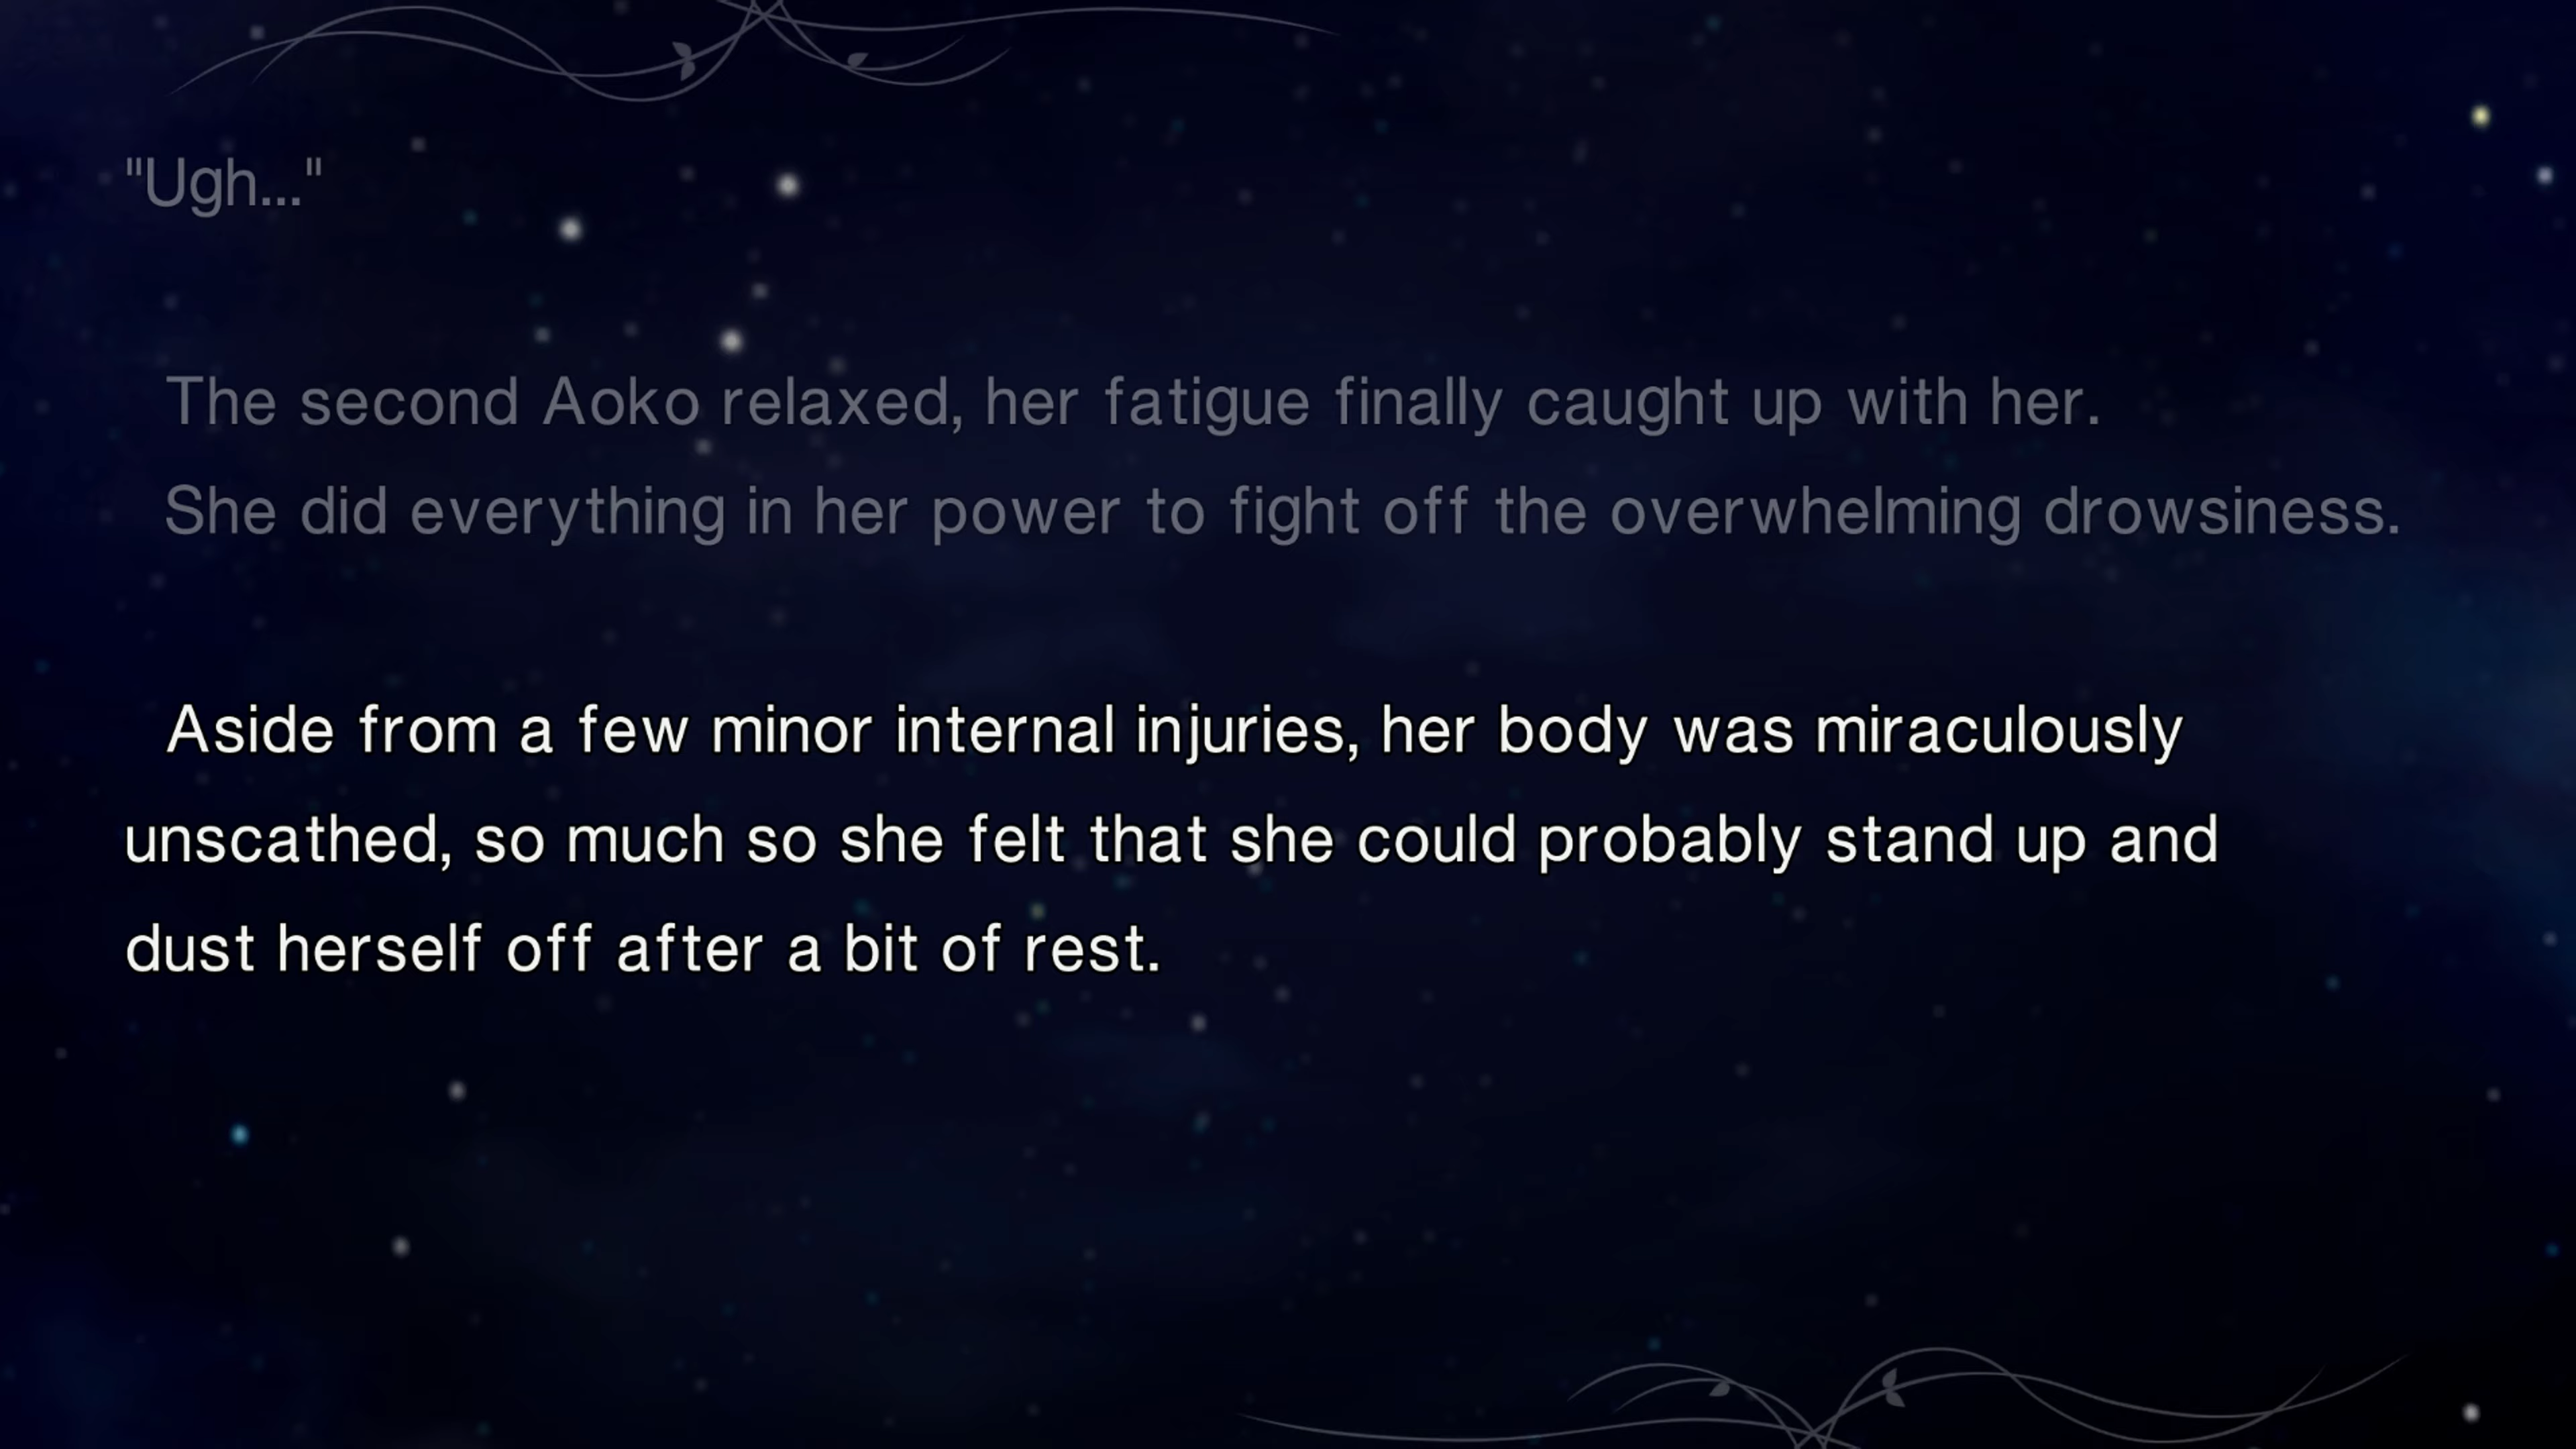 "Ugh..."
The second Aoko relaxed, her fatigue finally caught up with her.
She did everything in her power to fight off the overwhelming drowsiness.
Aside from a few minor internal injuries, her body was miraculously
unscathed, so much so she felt that she could probably stand up and
dust herself off after a bit of rest.